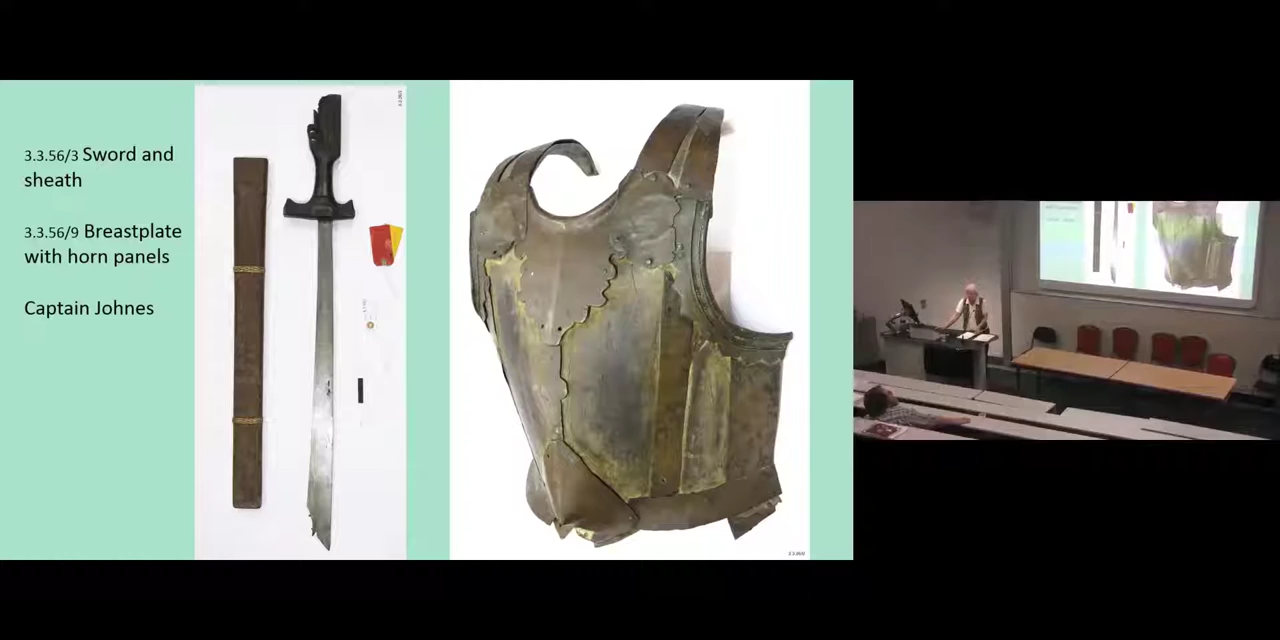 3.3.56/3 Sword and
sheath
3.3.56/9 Breastplate
with horn panels
Captain Johnes